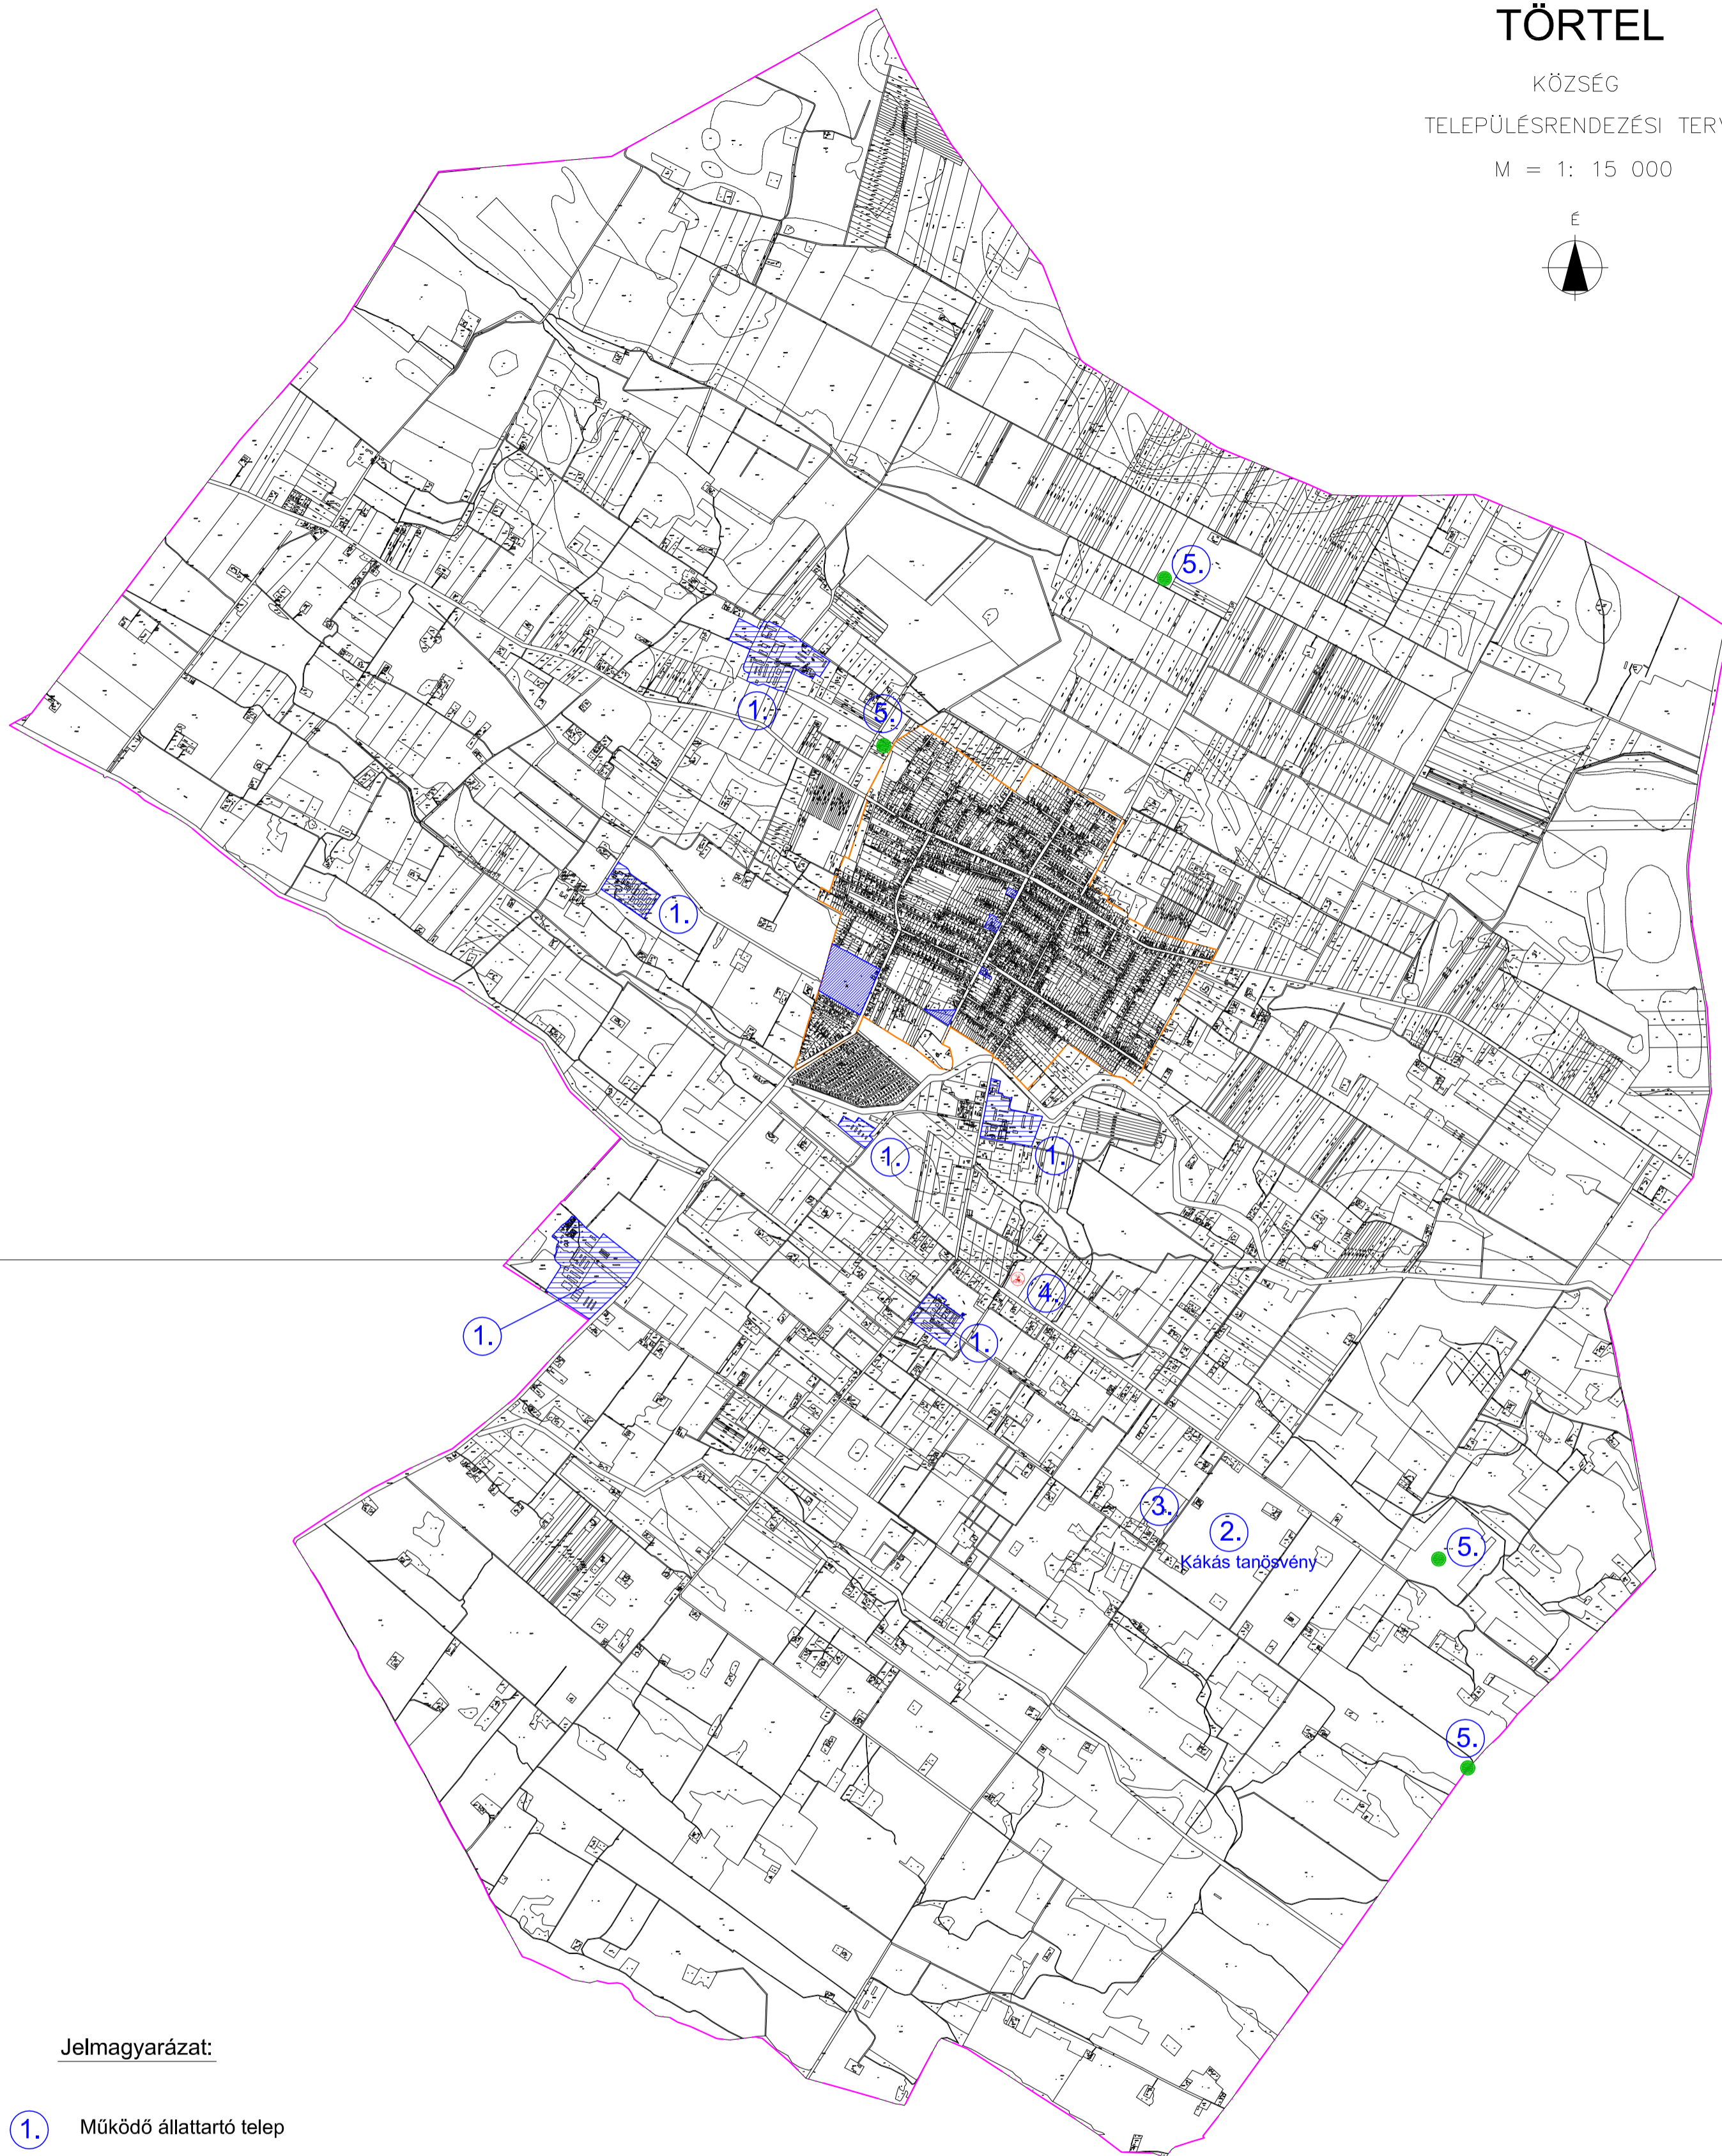 TÖRTEL
KÖZSÉG
TELEPÜLÉSRENDEZÉSI TERV
M = 1: 15 000
É
5.
1.
5.
1.
1.
1.
4.
1.
1.
3.
2.
Kákás tanösvény
5.
5.
Jelmagyarázat:
1. Működő állattartó telep